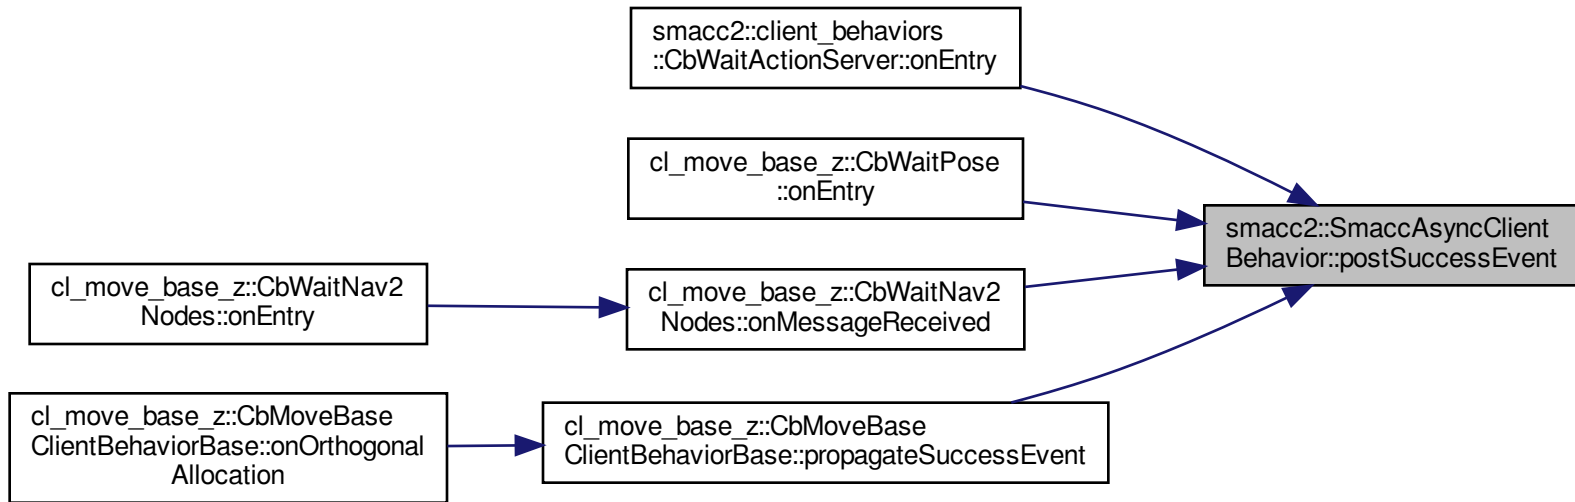 smacc2::client_behaviors
::CbWaitActionServer::onEntry
cl_move_base_z::CbWaitPose
::onEntry
smacc2::SmaccAsyncClient
Behavior::postSuccessEvent
cl_move_base_z::CbWaitNav2
Nodes::onEntry
cl_move_base_z::CbWaitNav2
Nodes::onMessageReceived
cl_move_base_z::CbMoveBase
ClientBehaviorBase::onOrthogonal
Allocation
cl_move_base_z::CbMoveBase
ClientBehaviorBase::propagateSuccessEvent